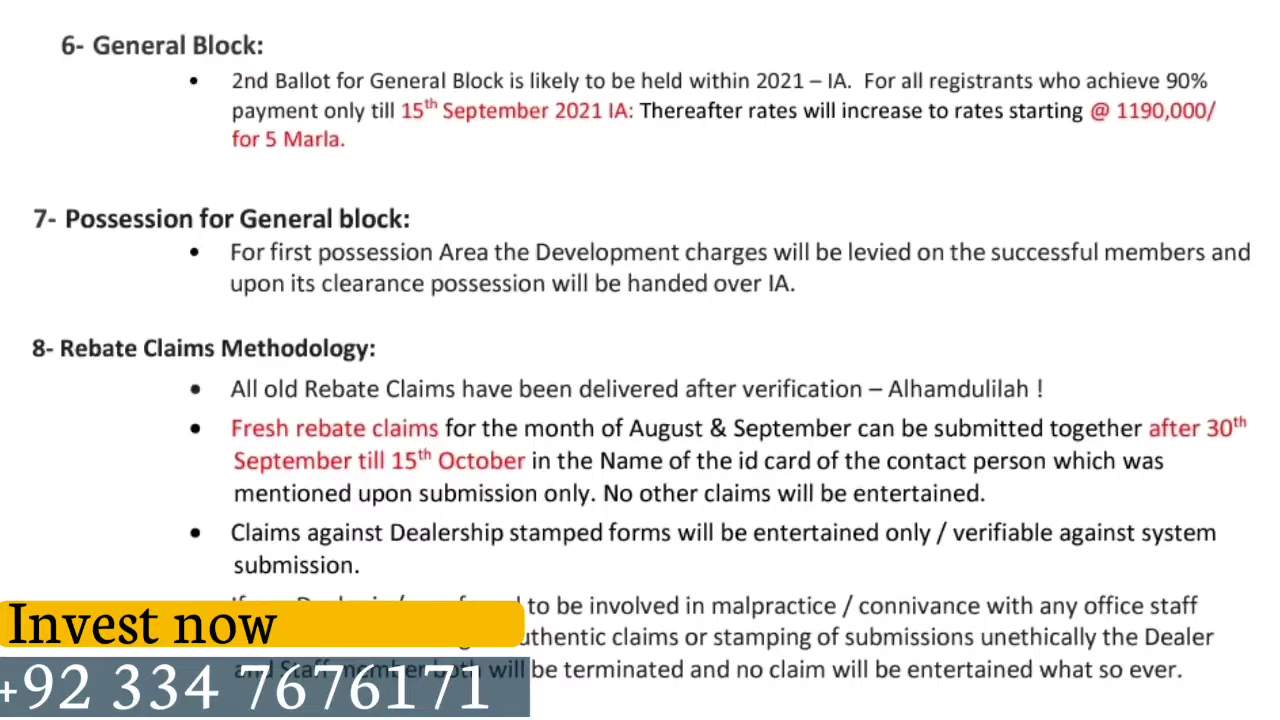 6- General Block:
• 2nd Ballot for General Block is likely to be held within 2021 – IA. For all registrants who achieve 90%
payment only till 15th September 2021 IA: Thereafter rates will increase to rates starting @ 1190,000/
for 5 Marla.
7- Possession for General block:
• For first possession Area the Development charges will be levied on the successful members and
upon its clearance possession will be handed over IA.
8- Rebate Claims Methodology:
• All old Rebate Claims have been delivered after verification – Alhamdulilah !
• Fresh rebate claims for the month of August & September can be submitted together after 30th
September till 15th October in the Name of the id card of the contact person which was
mentioned upon submission only. No other claims will be entertained.
• Claims against Dealership stamped forms will be entertained only / verifiable against system
submission.
to be involved in malpractice / connivance with any office staff
claims or stamping of submissions unethically the Dealer
and Staff member both will be terminated and no claim will be entertained what so ever.
Invest now
+92 334 7676171